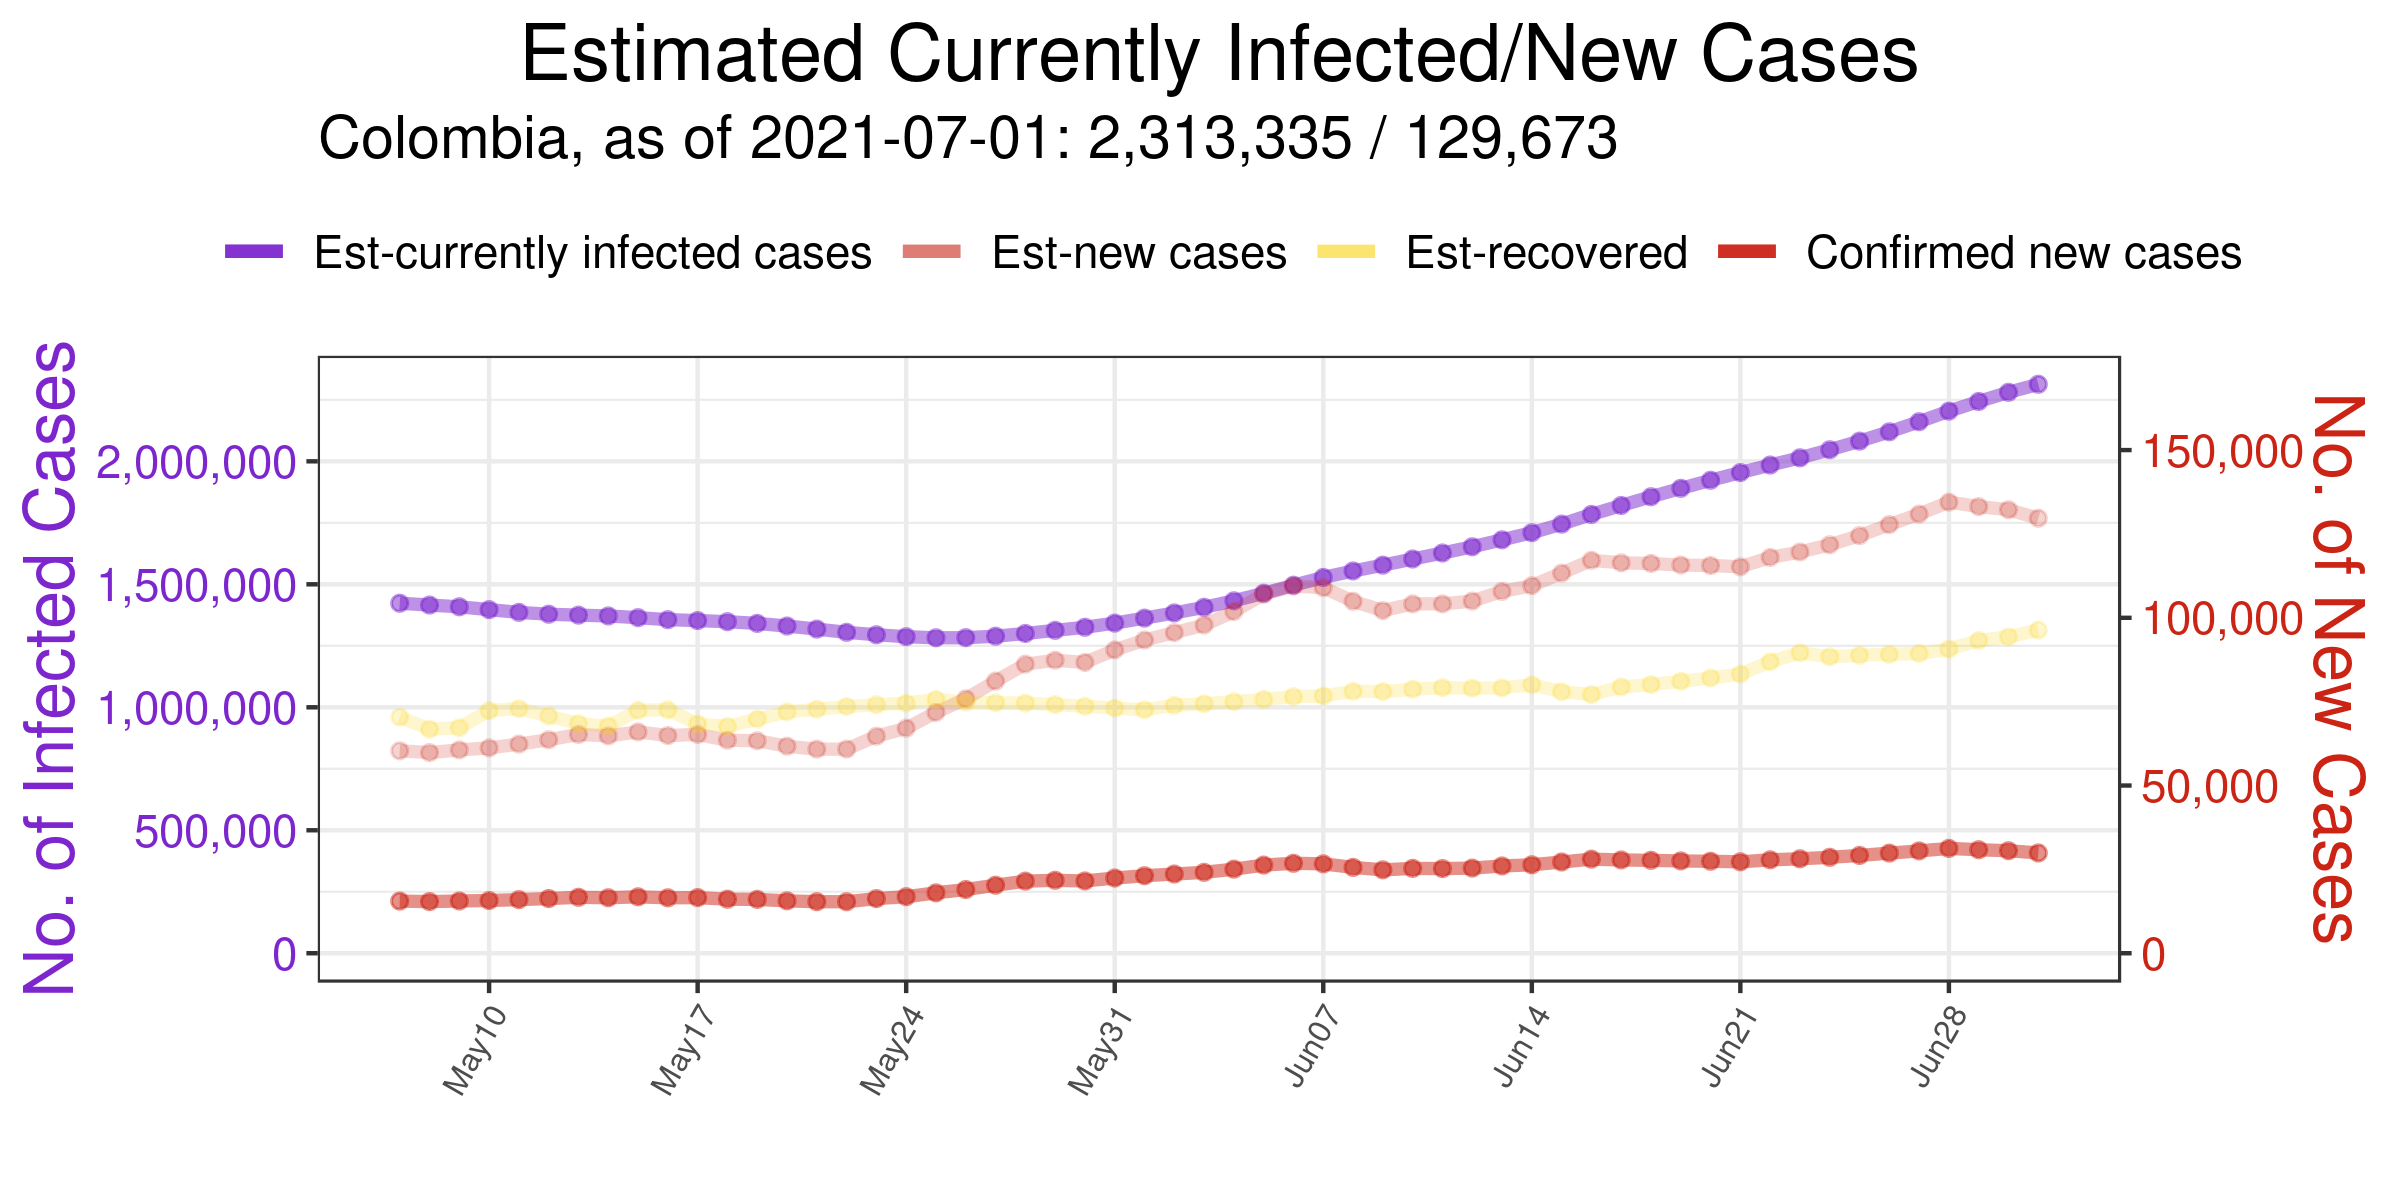 Estimated Currently Infected/New Cases
Colombia, as of 2021-07-01: 2,313,335 / 129,673
Est-currently infected cases Est-new cases Est-recovered Confirmed new cases
No. of Infected Cases
2,000,000
1,500,000
1,000,000
500,000
0
150,000
100,000
50,000
0
No. of New Cases
May10 May17 May24 May31 Jun07 Jun14 Jun21 Jun28